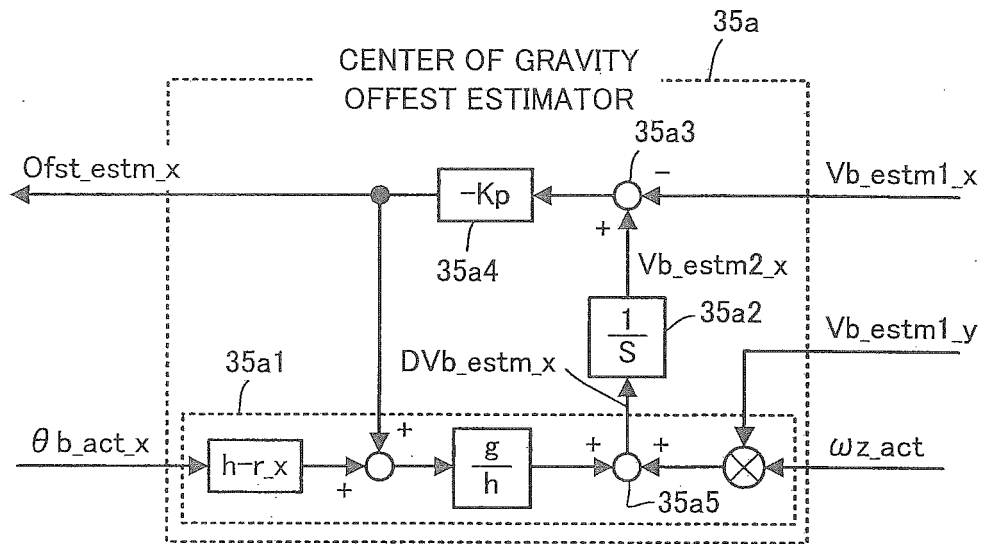 35a
CENTER OF GRAVITY
OFFEST ESTIMATOR
35a3
Ofst_estm_x
-Kp
−
Vb_estm1_x
+
35a4
Vb_estm2_x
35a2
1
S
Vb_estm1_y
35a1
DVb_estm_x
θb_act_x
h-r_x
+
+
g
h
+
+
ωz_act
35a5